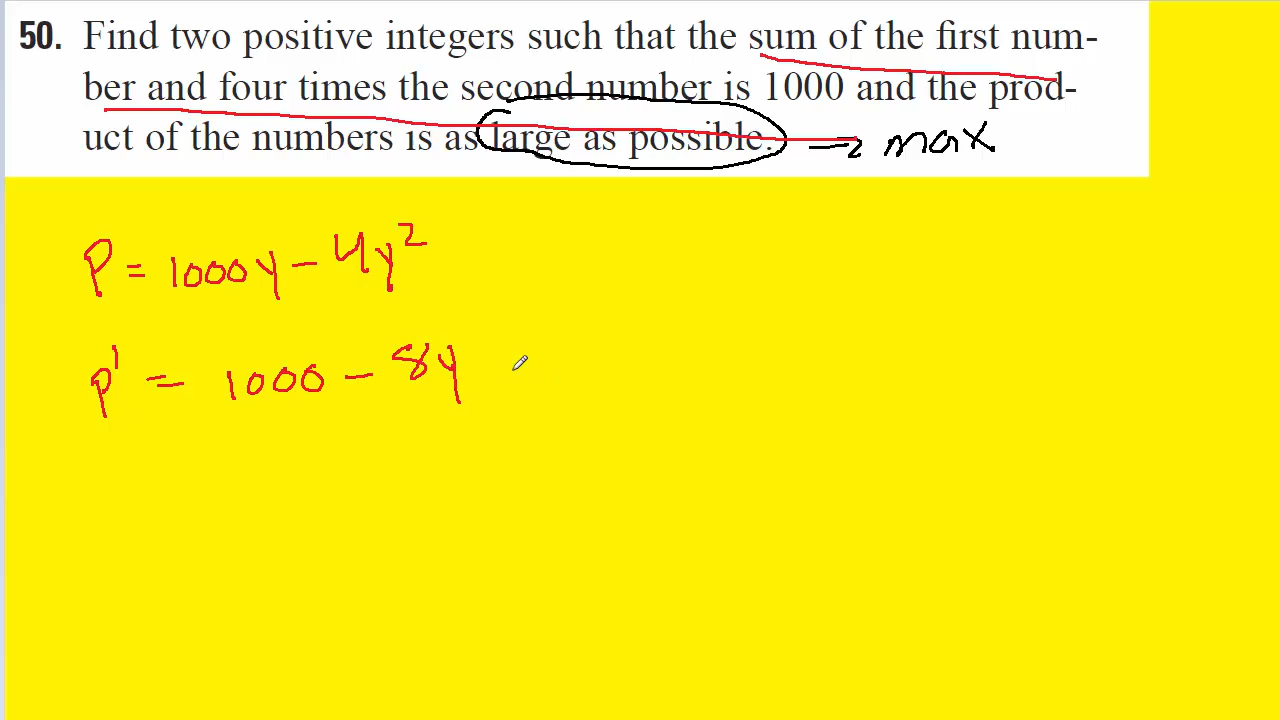 50. Find two positive integers such that the sum of the first num-
ber and four times the second number is 1000 and the prod-
uct of the numbers is as large as possible. → max
P = 1000y - 4y²
p' = 1000 - 8y